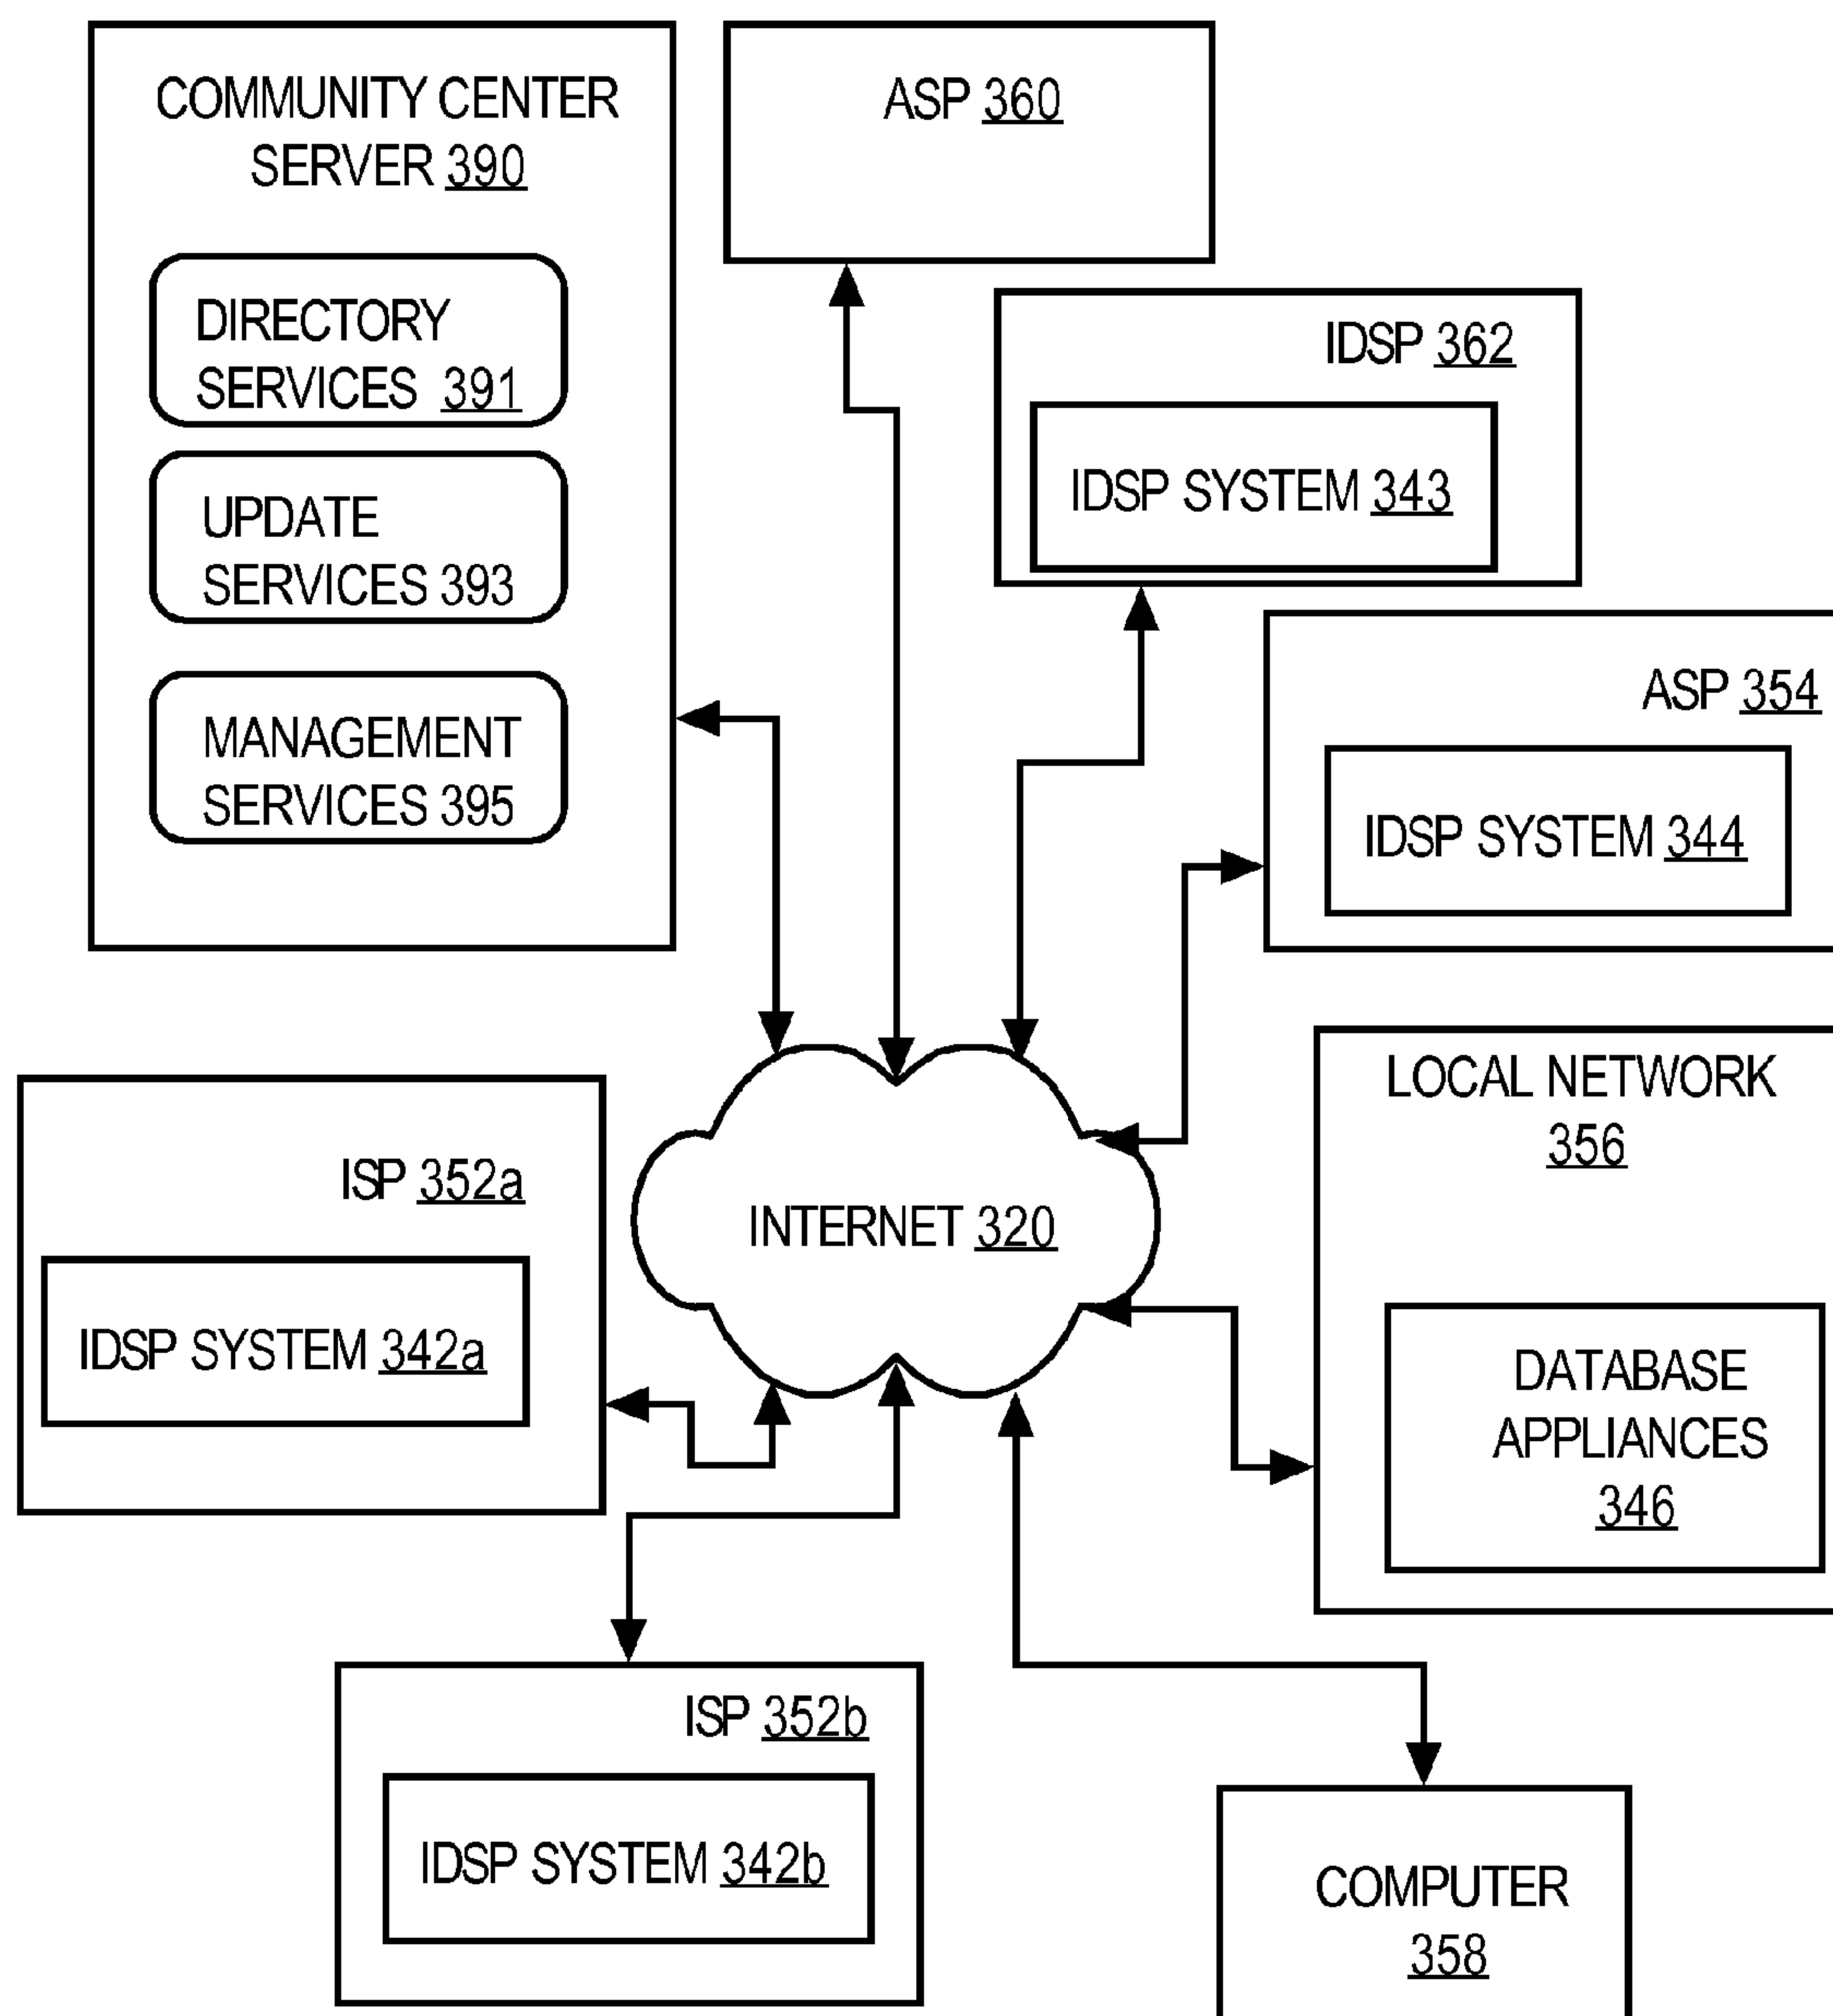 COMMUNITY CENTER
SERVER 390
DIRECTORY
SERVICES 391
UPDATE
SERVICES 393
MANAGEMENT
SERVICES 395
ASP 360
IDSP 362
IDSP SYSTEM 343
ASP 354
IDSP SYSTEM 344
LOCAL NETWORK
356
DATABASE
APPLIANCES
346
ISP 352a
IDSP SYSTEM 342a
INTERNET 320
ISP 352b
IDSP SYSTEM 342b
COMPUTER
358